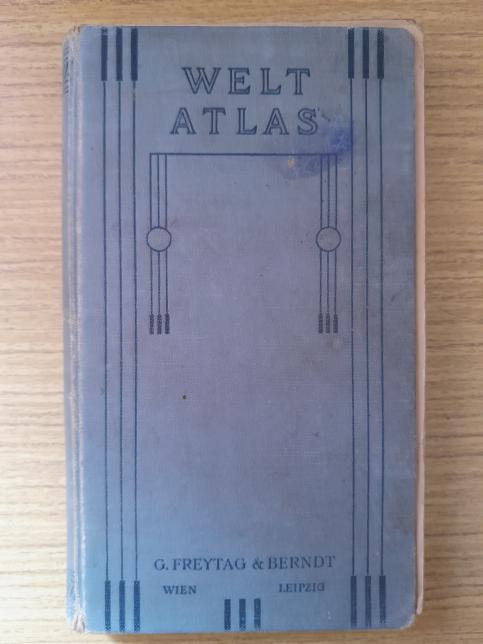 WELT
ATLAS
G. FREYTAG & BERNDT
WIEN LEIPZIG